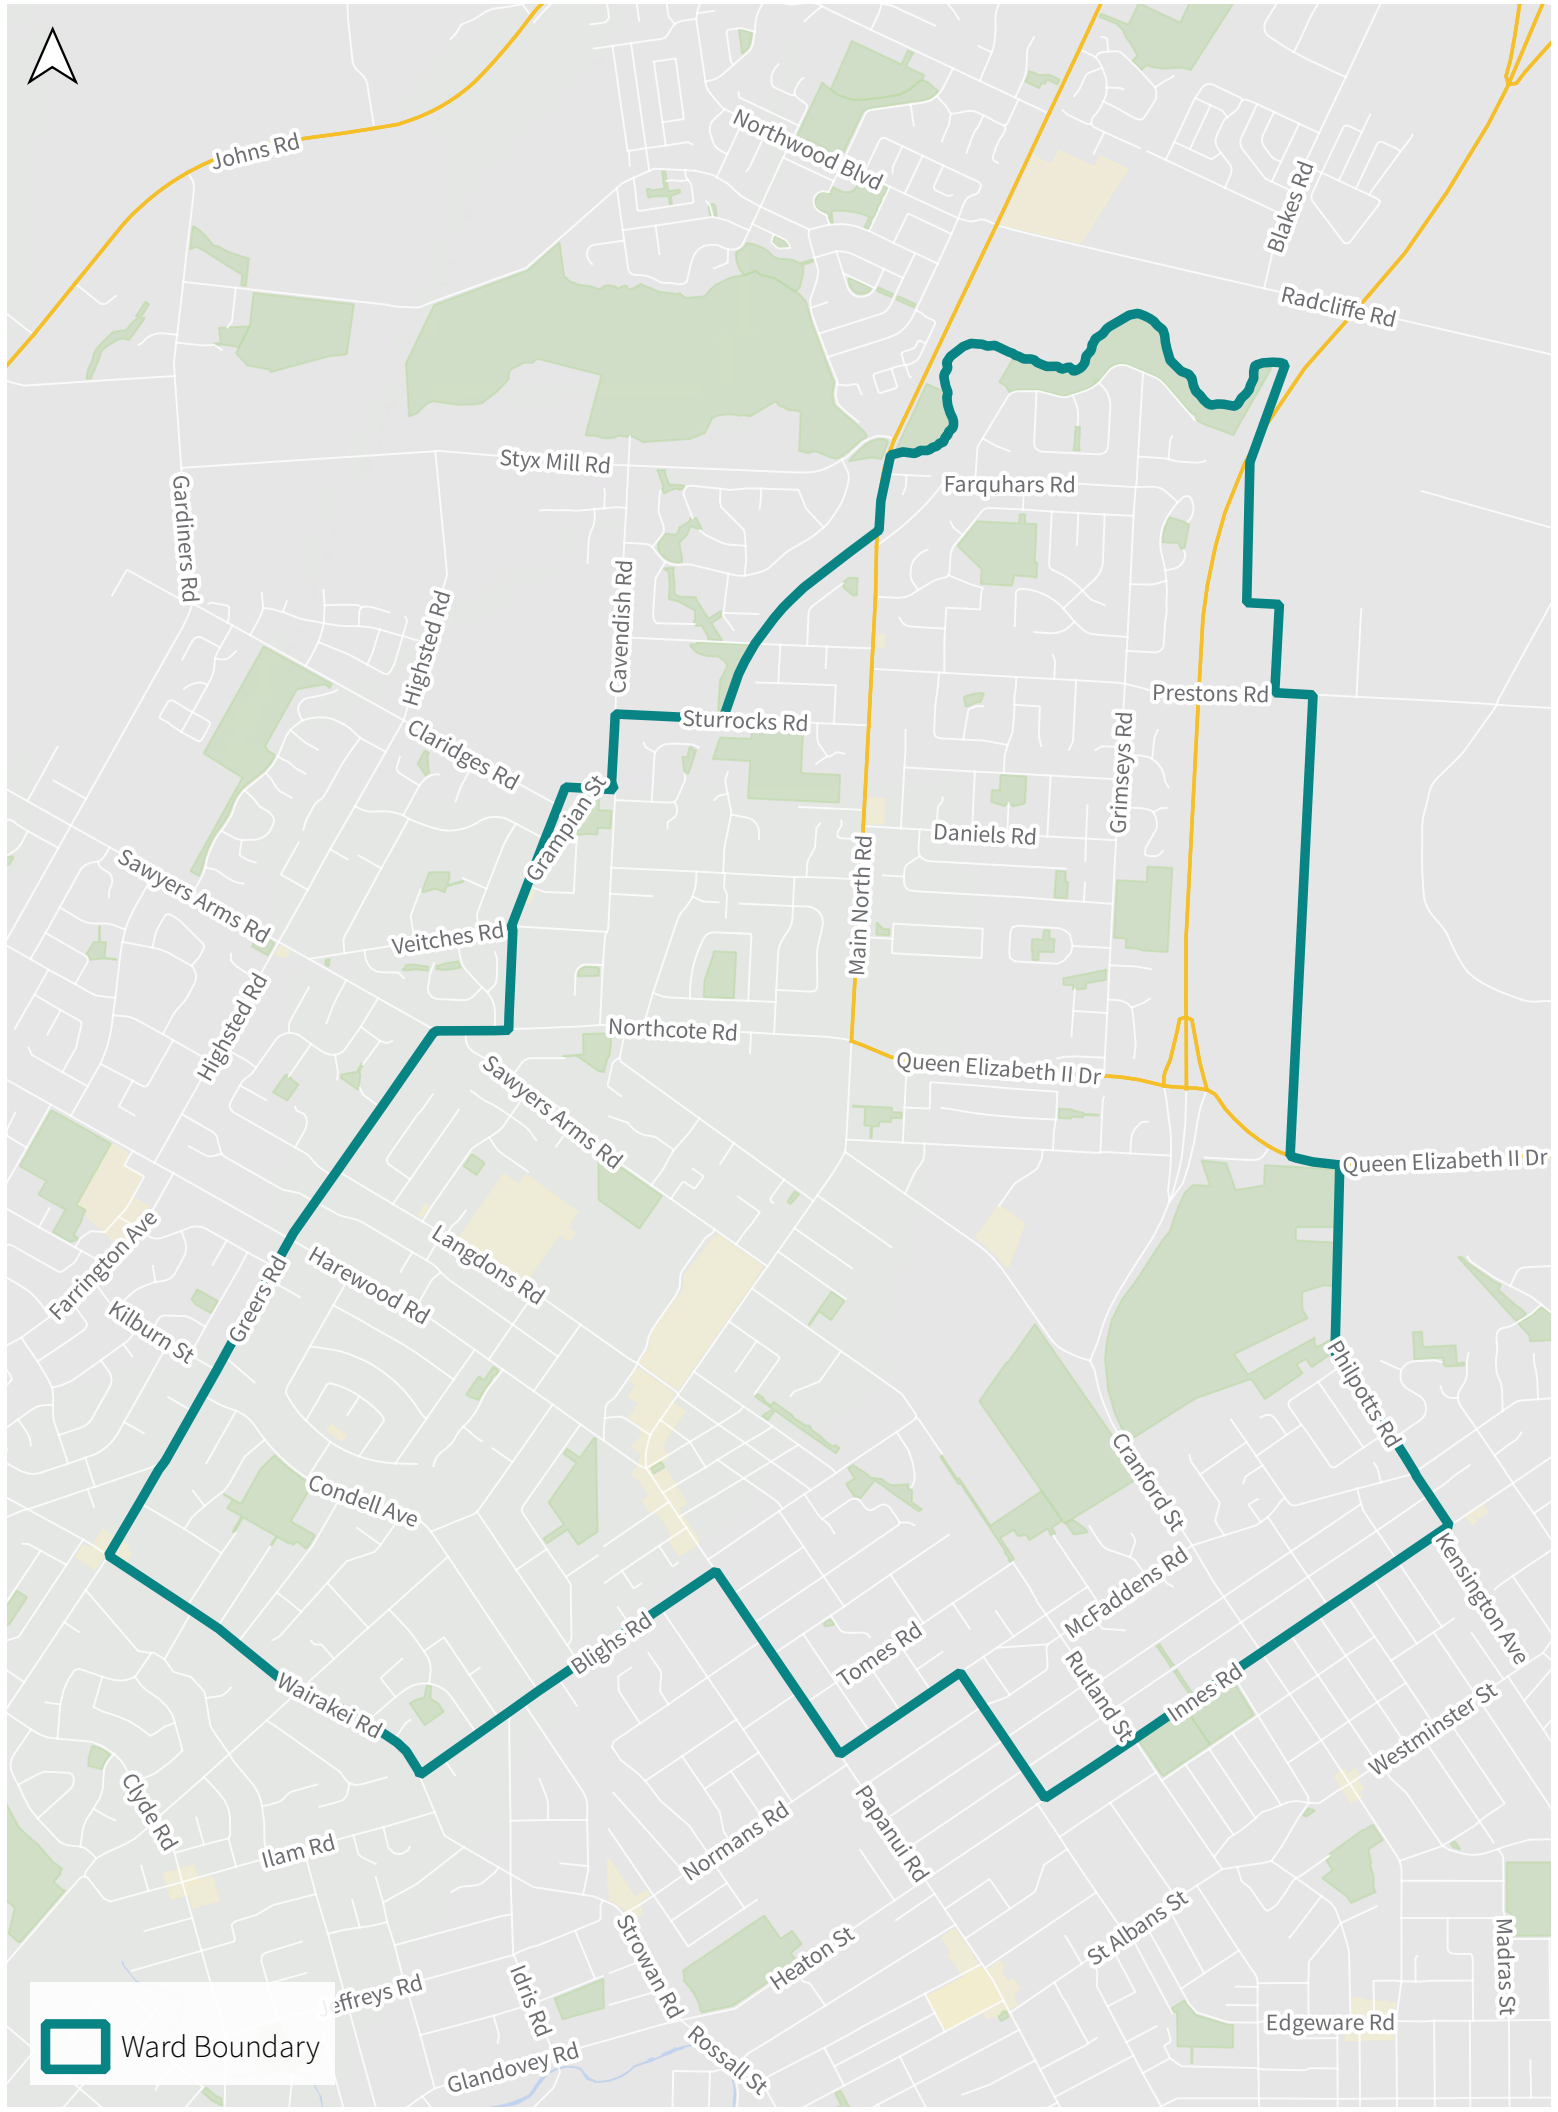 Johns Rd
Northwood Blvd
Blakes Rd
Radcliffe Rd
Styx Mill Rd
Farquhars Rd
Gardiners Rd
Highsted Rd
Cavendish Rd
Prestons Rd
Sturrocks Rd
Claridges Rd
Grimseys Rd
Grampian St
Daniels Rd
Main North Rd
Sawyers Arms Rd
Veitches Rd
Highsted Rd
Northcote Rd
Queen Elizabeth II Dr
Sawyers Arms Rd
Queen Elizabeth II Dr
Farrington Ave
Langdons Rd
Harewood Rd
Greers Rd
Kilburn St
Philpotts Rd
Cranford St
Condell Ave
McFaddens Rd
Kensington Ave
Blighs Rd
Tomes Rd
Rutland St
Innes Rd
Wairakei Rd
Westminster St
Clyde Rd
Ilam Rd
Normans Rd
Papanui Rd
St Albans St
Strowan Rd
Heaton St
Madras St
Jeffreys Rd
Idris Rd
Edgeware Rd
Rossall St
Glandovey Rd
Ward Boundary